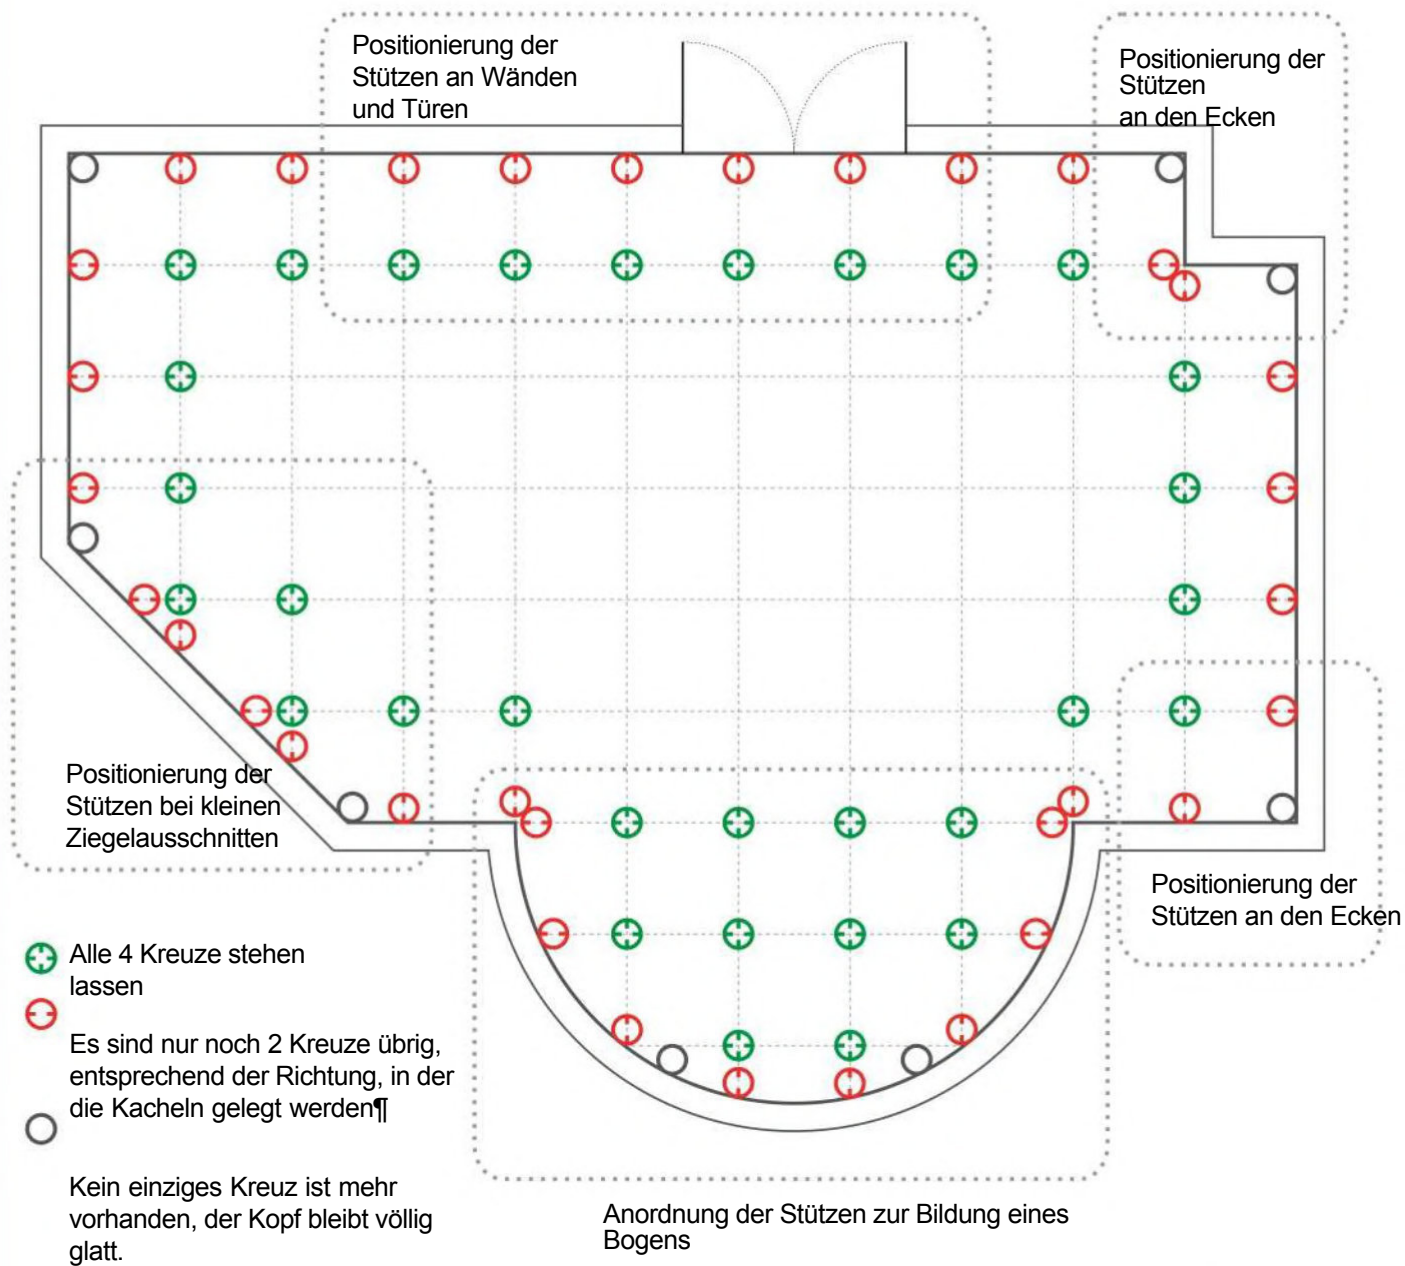 Positionierung der
Stützen an Wänden
und Türen
Positionierung der
Stützen
an den Ecken
Positionierung der
Stützen bei kleinen
Ziegelausschnitten
Positionierung der
Stützen an den Ecken
Alle 4 Kreuze stehen
lassen
Es sind nur noch 2 Kreuze übrig,
entsprechend der Richtung, in der
die Kacheln gelegt werden¶
Kein einziges Kreuz ist mehr
vorhanden, der Kopf bleibt völlig
glatt.
Anordnung der Stützen zur Bildung eines
Bogens